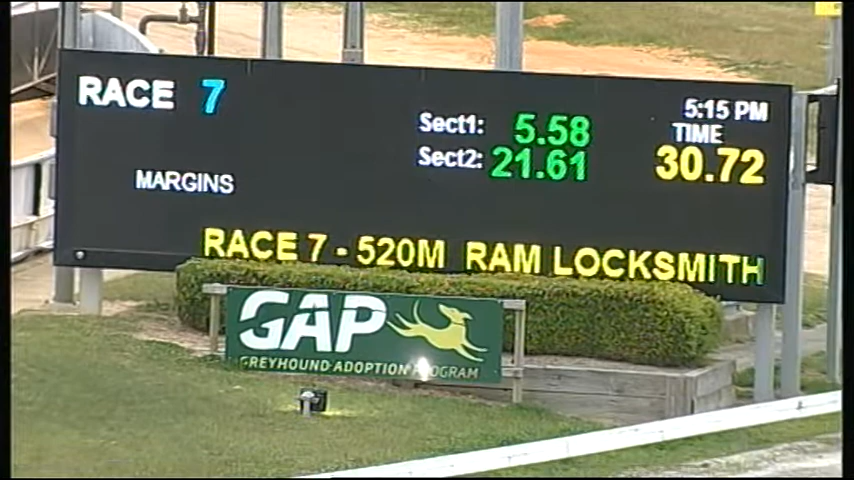 RACE 7
5:15 PM
Sect1: 5.58
TIME
Sect2: 21.61
30.72
MARGINS
RACE 7 - 520M RAM LOCKSMITH
GAP
GREYHOUND ADOPTION PROGRAM